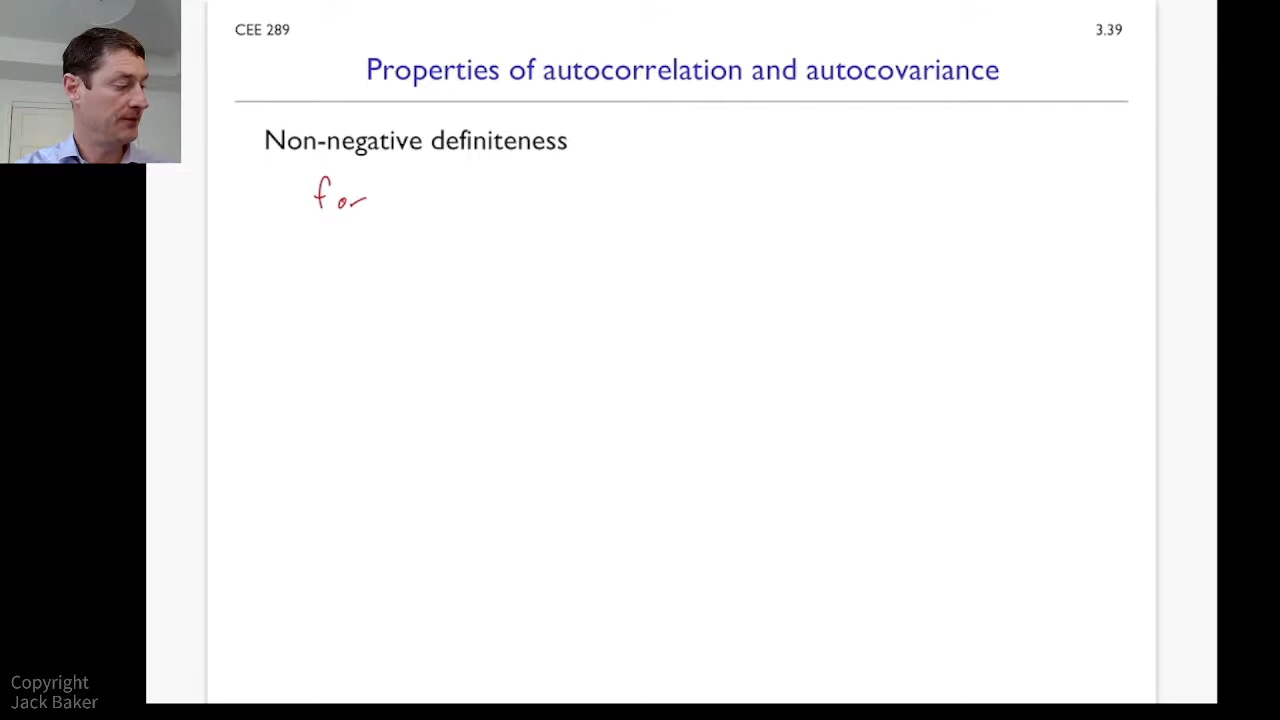 CEE 289
3.39
Properties of autocorrelation and autocovariance
Non-negative definiteness
for
Copyright
Jack Baker